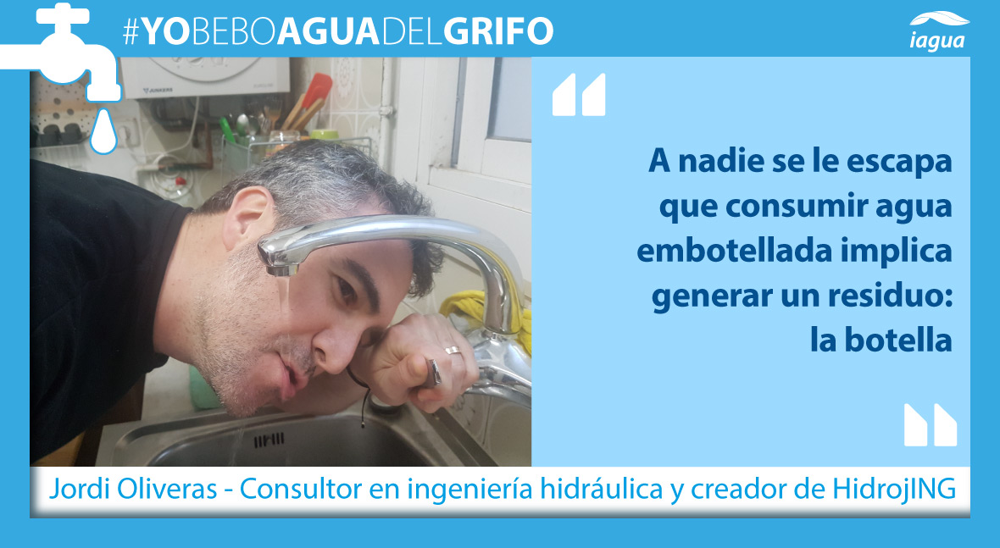 #YOBEBOAGUADELGRIFO
iagua
JUNKERS
A nadie se le escapa
que consumir agua
embotellada implica
generar un residuo:
la botella
Jordi Oliveras - Consultor en ingeniería hidráulica y creador de HidrojING